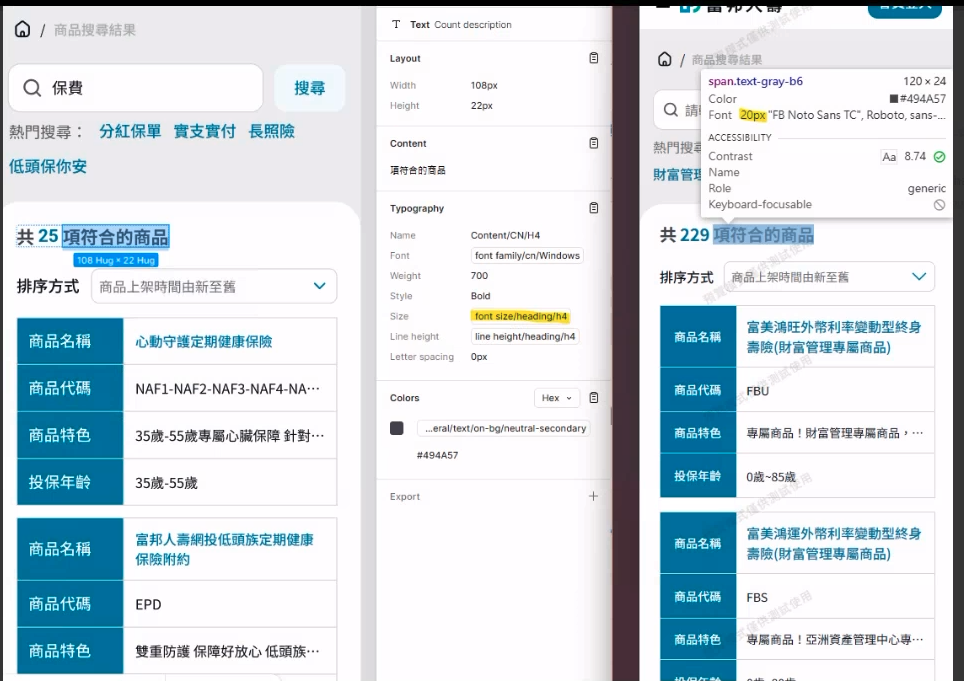 商品搜尋結果
保費
搜尋
熱門搜尋： 分紅保單 實支實付 長照險
低頭保你安
共 25 項符合的商品
108 Hug × 22 Hug
排序方式 商品上架時間由新至舊
商品名稱 心動守護定期健康保險
商品代碼 NAF1-NAF2-NAF3-NAF4-NA⋯
商品特色 35歲-55歲專屬心臟保障 針對⋯
投保年齡 35歲-55歲
商品名稱 富邦人壽網投低頭族定期健康
保險附約
商品代碼 EPD
商品特色 雙重防護 保障好放心 低頭族⋯
Text Count description
Layout
Width 108px
Height 22px
Content
項符合的商品
Typography
Name Content/CN/H4
Font font family/cn/Windows
Weight 700
Style Bold
Size font size/heading/h4
Line height line height/heading/h4
Letter spacing 0px
Colors Hex
...eral/text/on-bg/neutral-secondary
#494A57
Export
富邦人壽
/ 商品搜尋結果
span.text-gray-b6 120 × 24
Color #494A57
Font 20px "FB Noto Sans TC", Roboto, sans-...
ACCESSIBILITY
Contrast Aa 8.74
Name
Role generic
Keyboard-focusable
熱門搜
財富管理
共 229 項符合的商品
排序方式 商品上架時間由新至舊
商品名稱 富美鴻旺外幣利率變動型終身
壽險(財富管理專屬商品)
商品代碼 FBU
商品特色 專屬商品！財富管理專屬商品，⋯
投保年齡 0歲~85歲
商品名稱 富美鴻運外幣利率變動型終身
壽險(財富管理專屬商品)
商品代碼 FBS
商品特色 專屬商品！亞洲資產管理中心專⋯